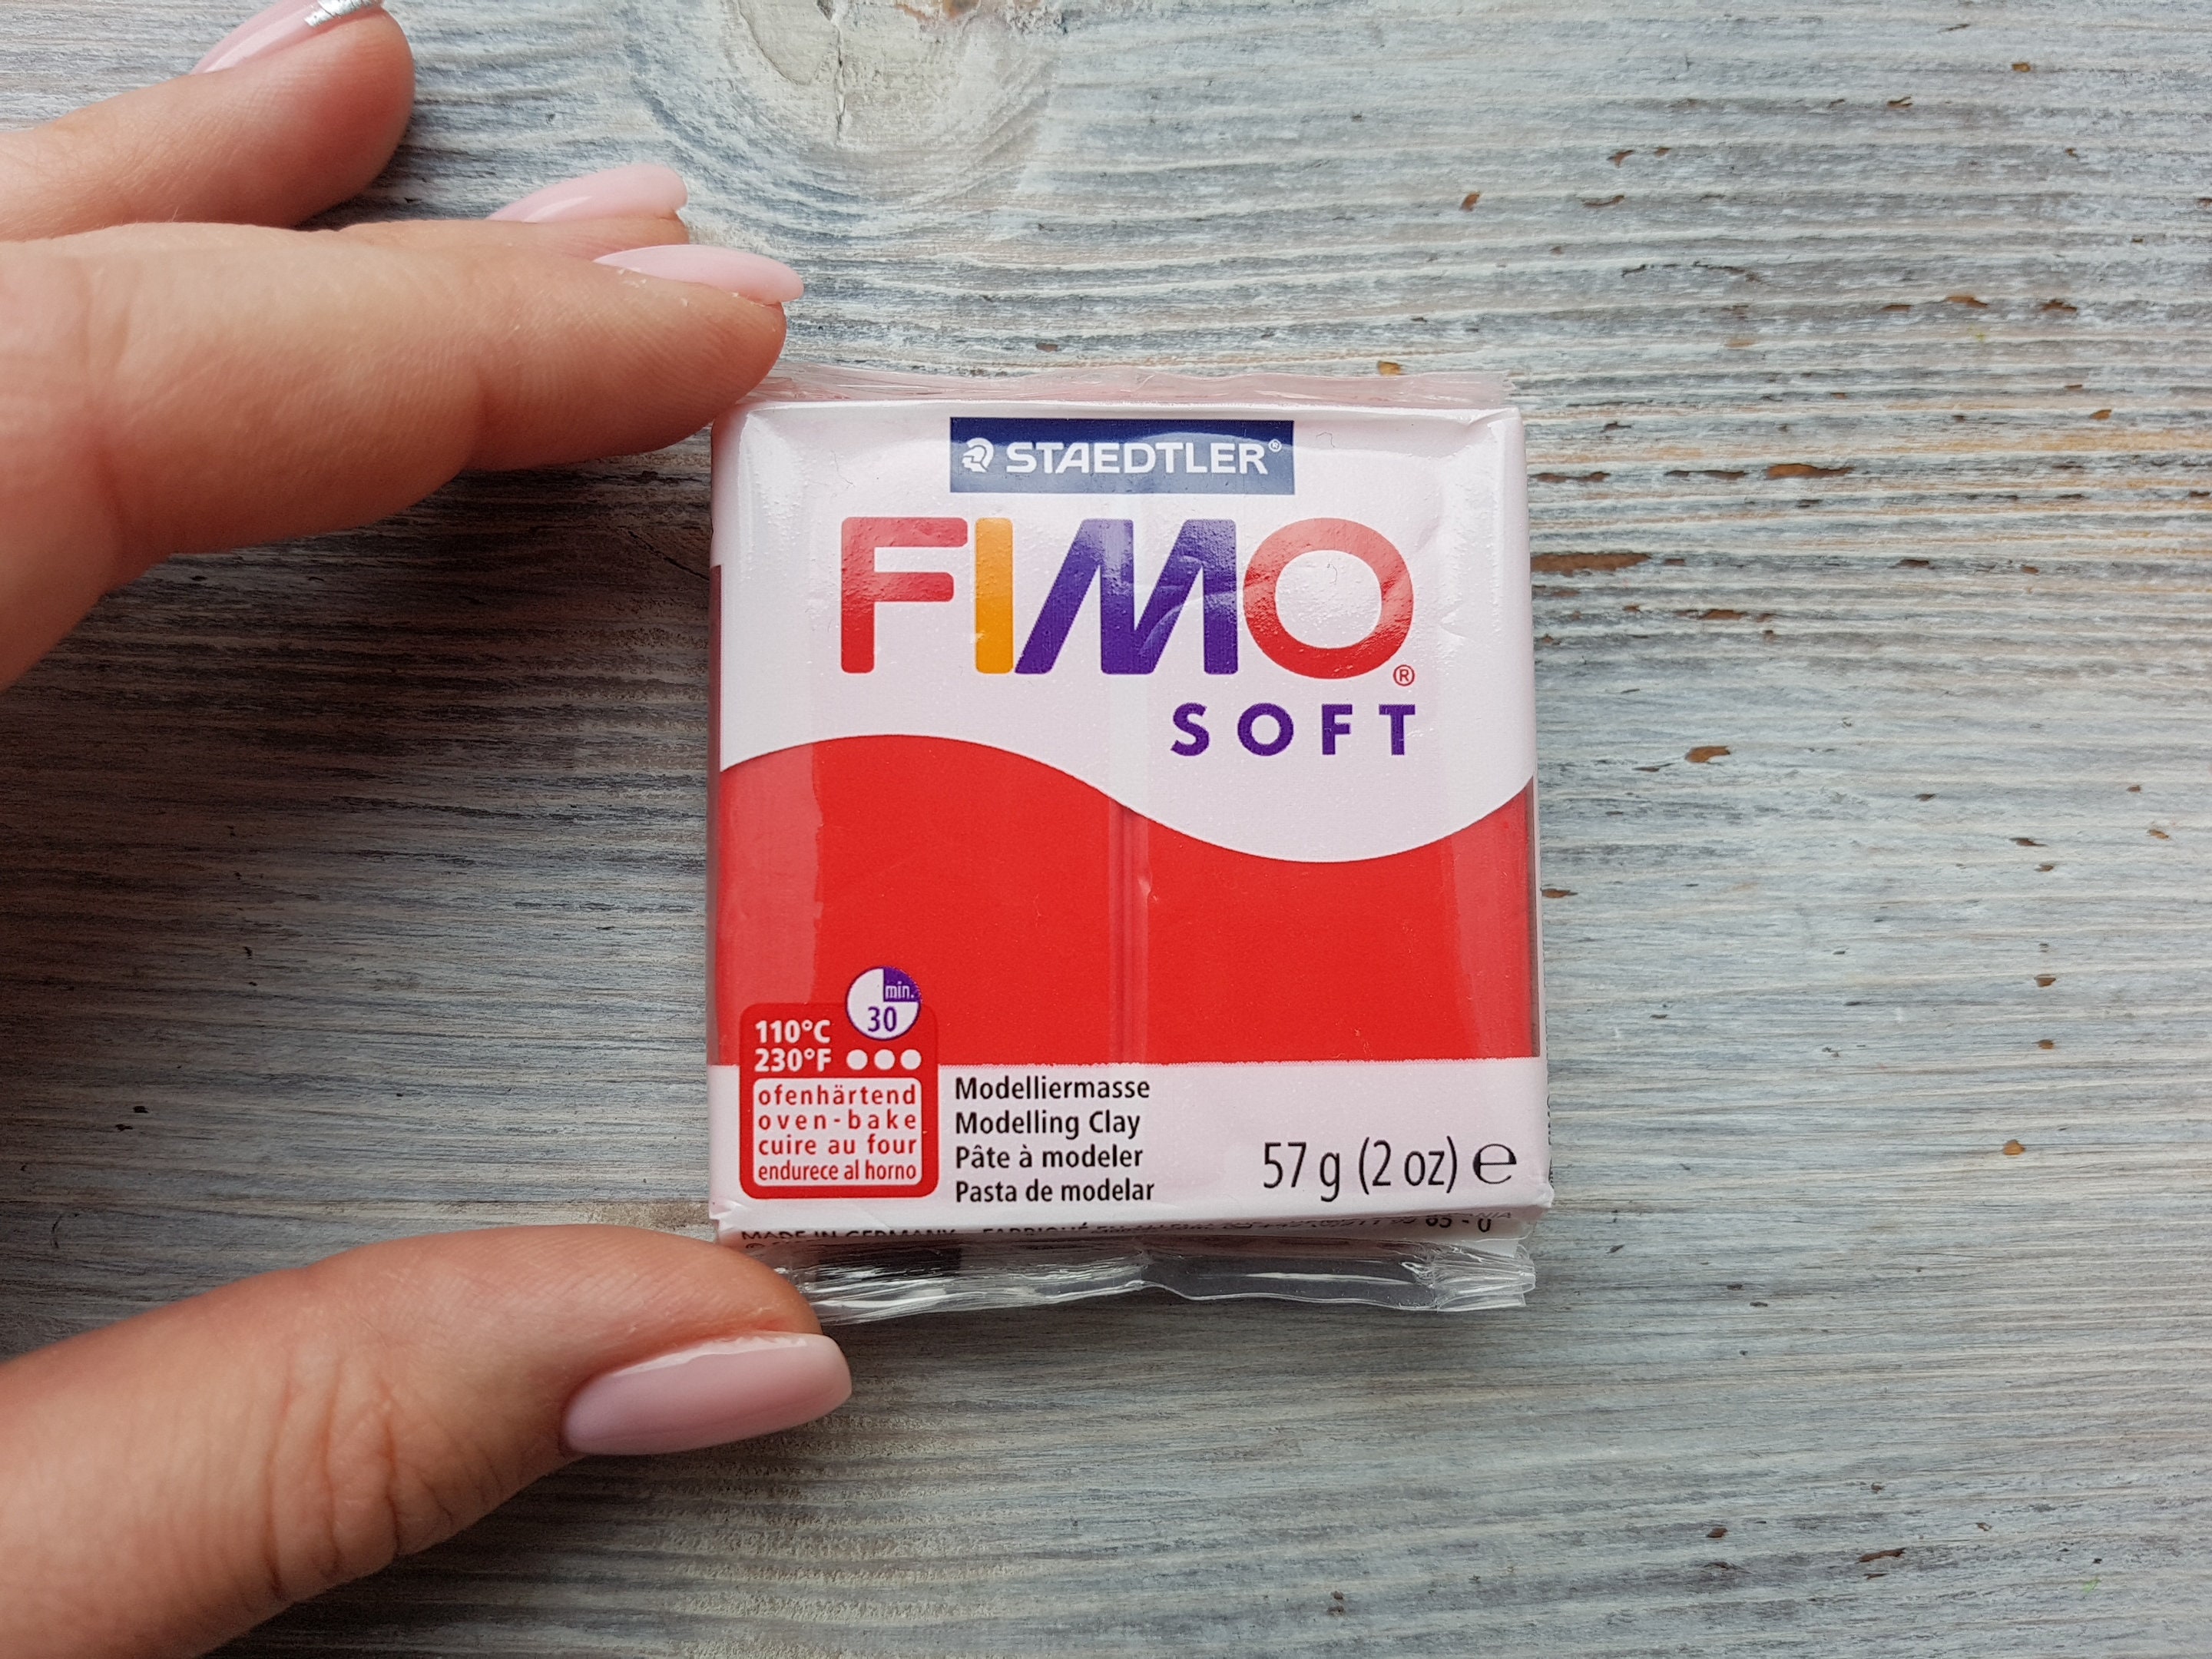 STAEDTLER®
FIMO®
SOFT
min.
30
110°C
230°F
ofenhärtend
oven-bake
cuire au four
endurece al horno
Modelliermasse
Modelling Clay
Pâte à modeler
Pasta de modelar
57 g (2 oz) ℮
MADE IN GERMANY FABRIQUÉ